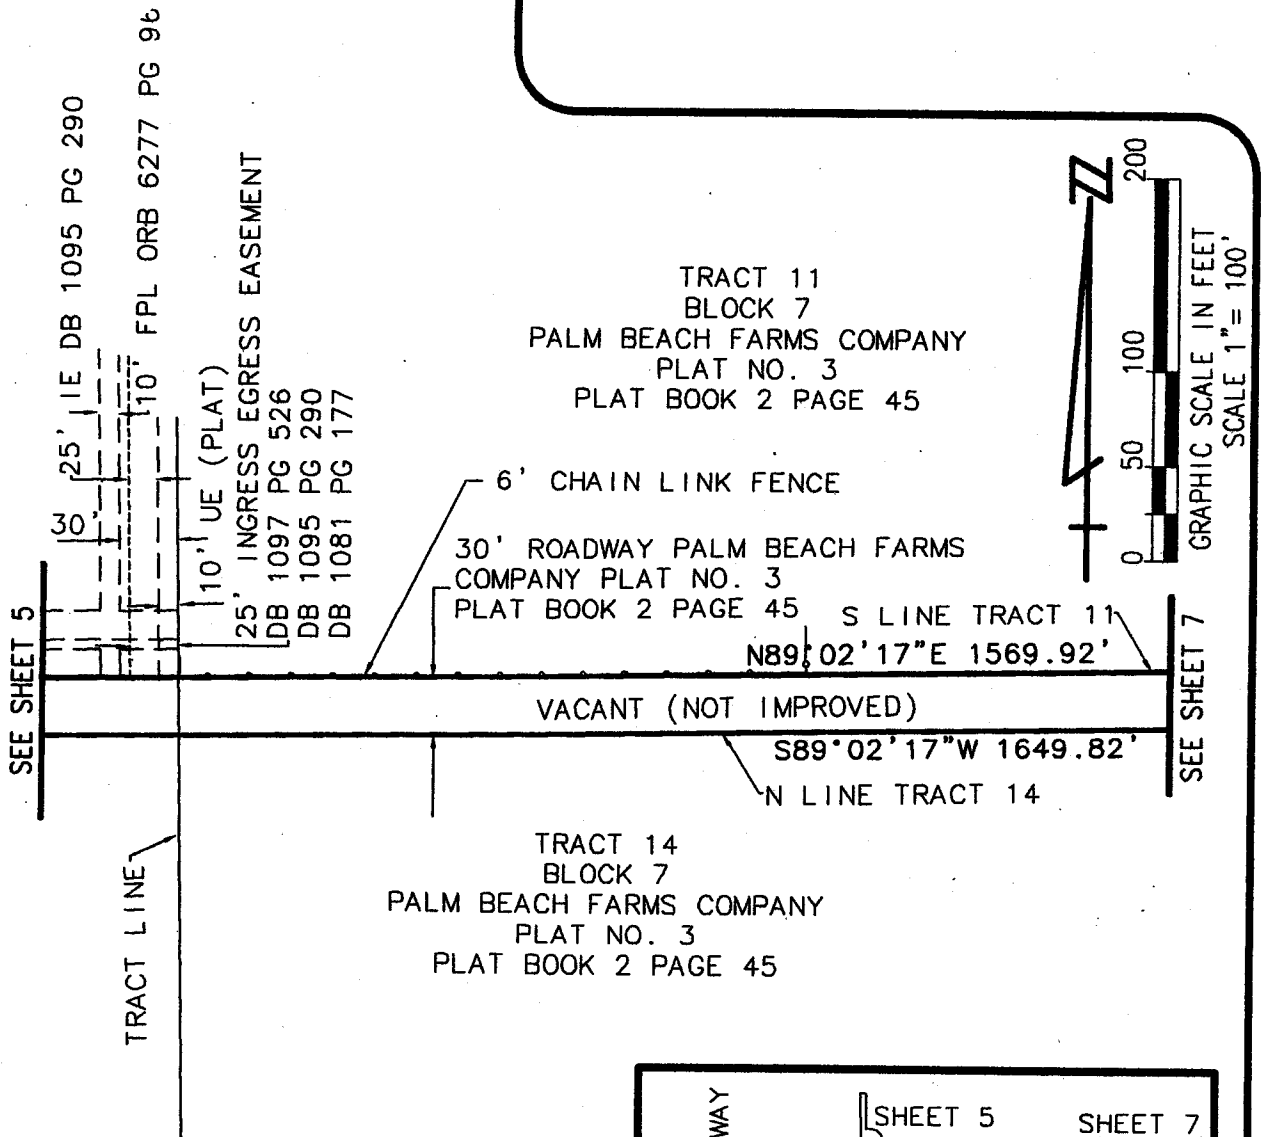 25' IE DB 1095 PG 290
10' FPL ORB 6277 PG
30'
10' UE (PLAT)
25' INGRESS EGRESS EASEMENT
DB 1097 PG 526
DB 1095 PG 290
DB 1081 PG 177
TRACT 11
BLOCK 7
PALM BEACH FARMS COMPANY
PLAT NO. 3
PLAT BOOK 2 PAGE 45
N
0 50 100 200
GRAPHIC SCALE IN FEET
SCALE 1"= 100'
6' CHAIN LINK FENCE
30' ROADWAY PALM BEACH FARMS
COMPANY PLAT NO. 3
PLAT BOOK 2 PAGE 45
S LINE TRACT 11
N89°02'17"E 1569.92'
SEE SHEET 5
VACANT (NOT IMPROVED)
SEE SHEET 7
S89°02'17"W 1649.82'
N LINE TRACT 14
TRACT LINE
TRACT 14
BLOCK 7
PALM BEACH FARMS COMPANY
PLAT NO. 3
PLAT BOOK 2 PAGE 45
WAY
SHEET 5
SHEET 7